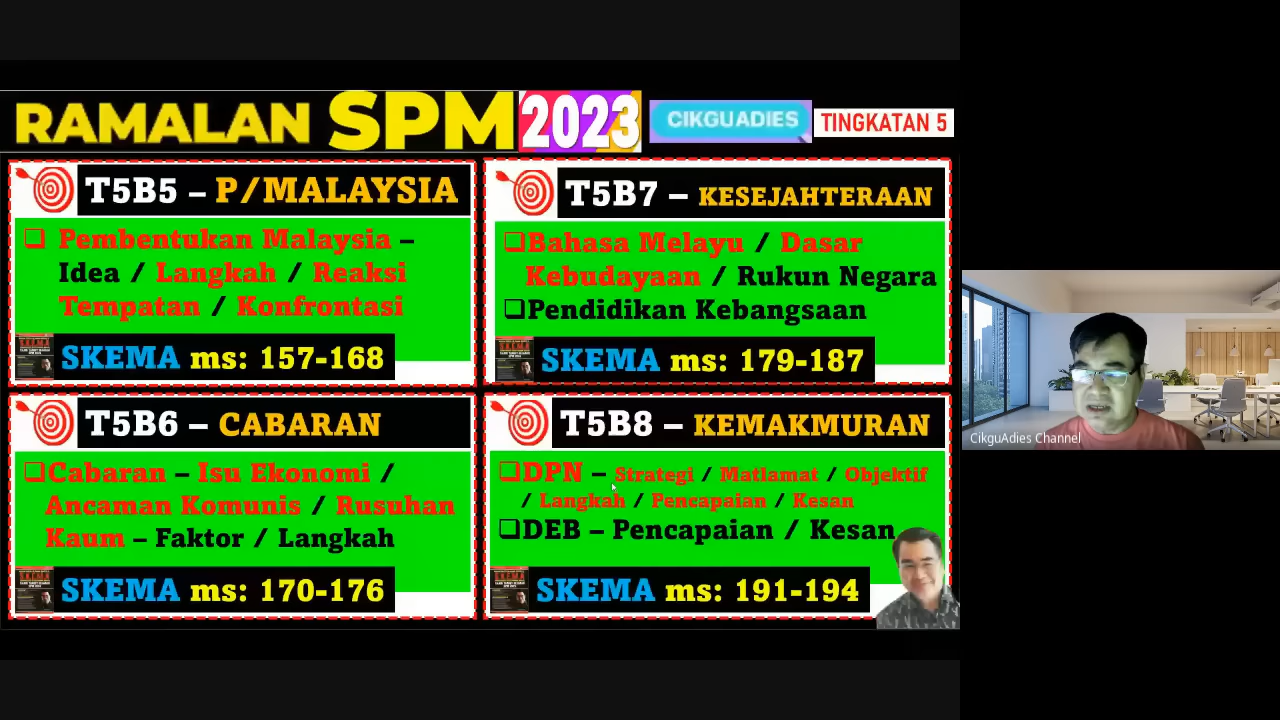 RAMALAN SPM 2023 CIKGUADIES TINGKATAN 5
T5B5 – P/MALAYSIA
❑ Pembentukan Malaysia –
Idea / Langkah / Reaksi
Tempatan / Konfrontasi
SKEMA ms: 157-168
T5B7 – KESEJAHTERAAN
❑Bahasa Melayu / Dasar
Kebudayaan / Rukun Negara
❑Pendidikan Kebangsaan
SKEMA ms: 179-187
T5B6 – CABARAN
❑Cabaran – Isu Ekonomi /
Ancaman Komunis / Rusuhan
Kaum – Faktor / Langkah
SKEMA ms: 170-176
T5B8 – KEMAKMURAN
❑DPN – Strategi / Matlamat / Objektif
/ Langkah / Pencapaian / Kesan
❑DEB – Pencapaian / Kesan
SKEMA ms: 191-194
CikguAdies Channel